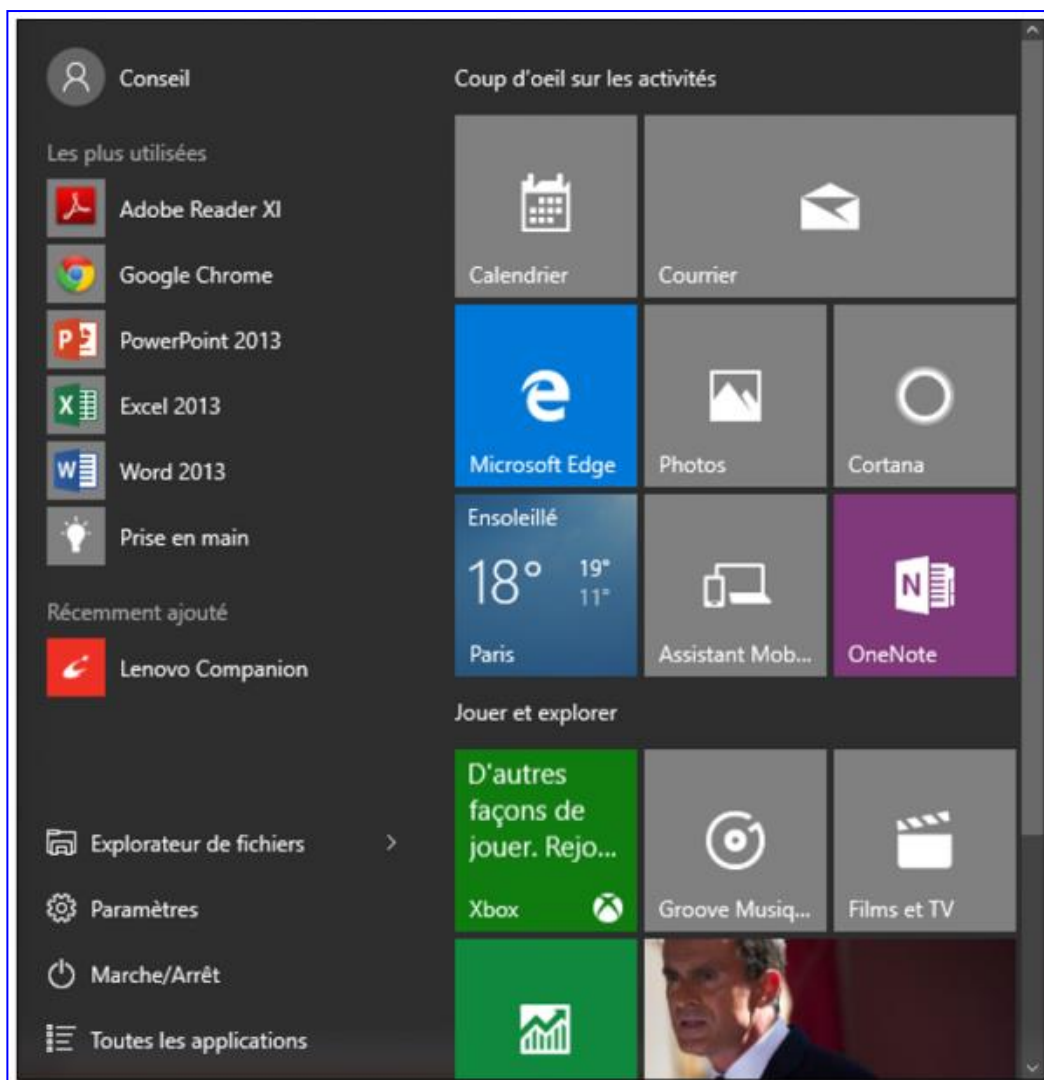 Conseil
Les plus utilisées
Adobe Reader XI
Google Chrome
PowerPoint 2013
Excel 2013
Word 2013
Prise en main
Récemment ajouté
Lenovo Companion
Explorateur de fichiers
Paramètres
Marche/Arrêt
Toutes les applications
Coup d'oeil sur les activités
Calendrier
Courrier
Microsoft Edge
Photos
Cortana
Ensoleillé
18° 19°
11°
Paris
Assistant Mob...
OneNote
Jouer et explorer
D'autres
façons de
jouer. Rejo...
Xbox
Groove Musiq...
Films et TV